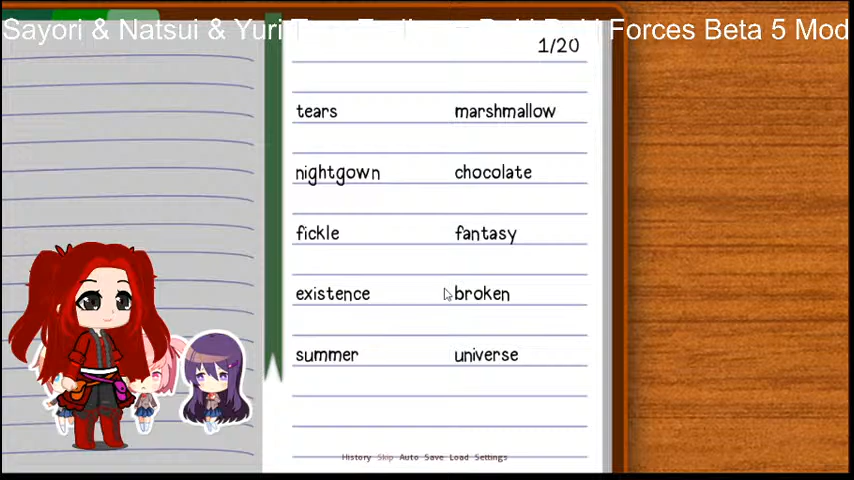 Sayori & Natsui & Yuri Forces Beta 5 Mod
1/20
tears marshmallow
nightgown chocolate
fickle fantasy
existence broken
summer universe
History Skip Auto Save Load Settings